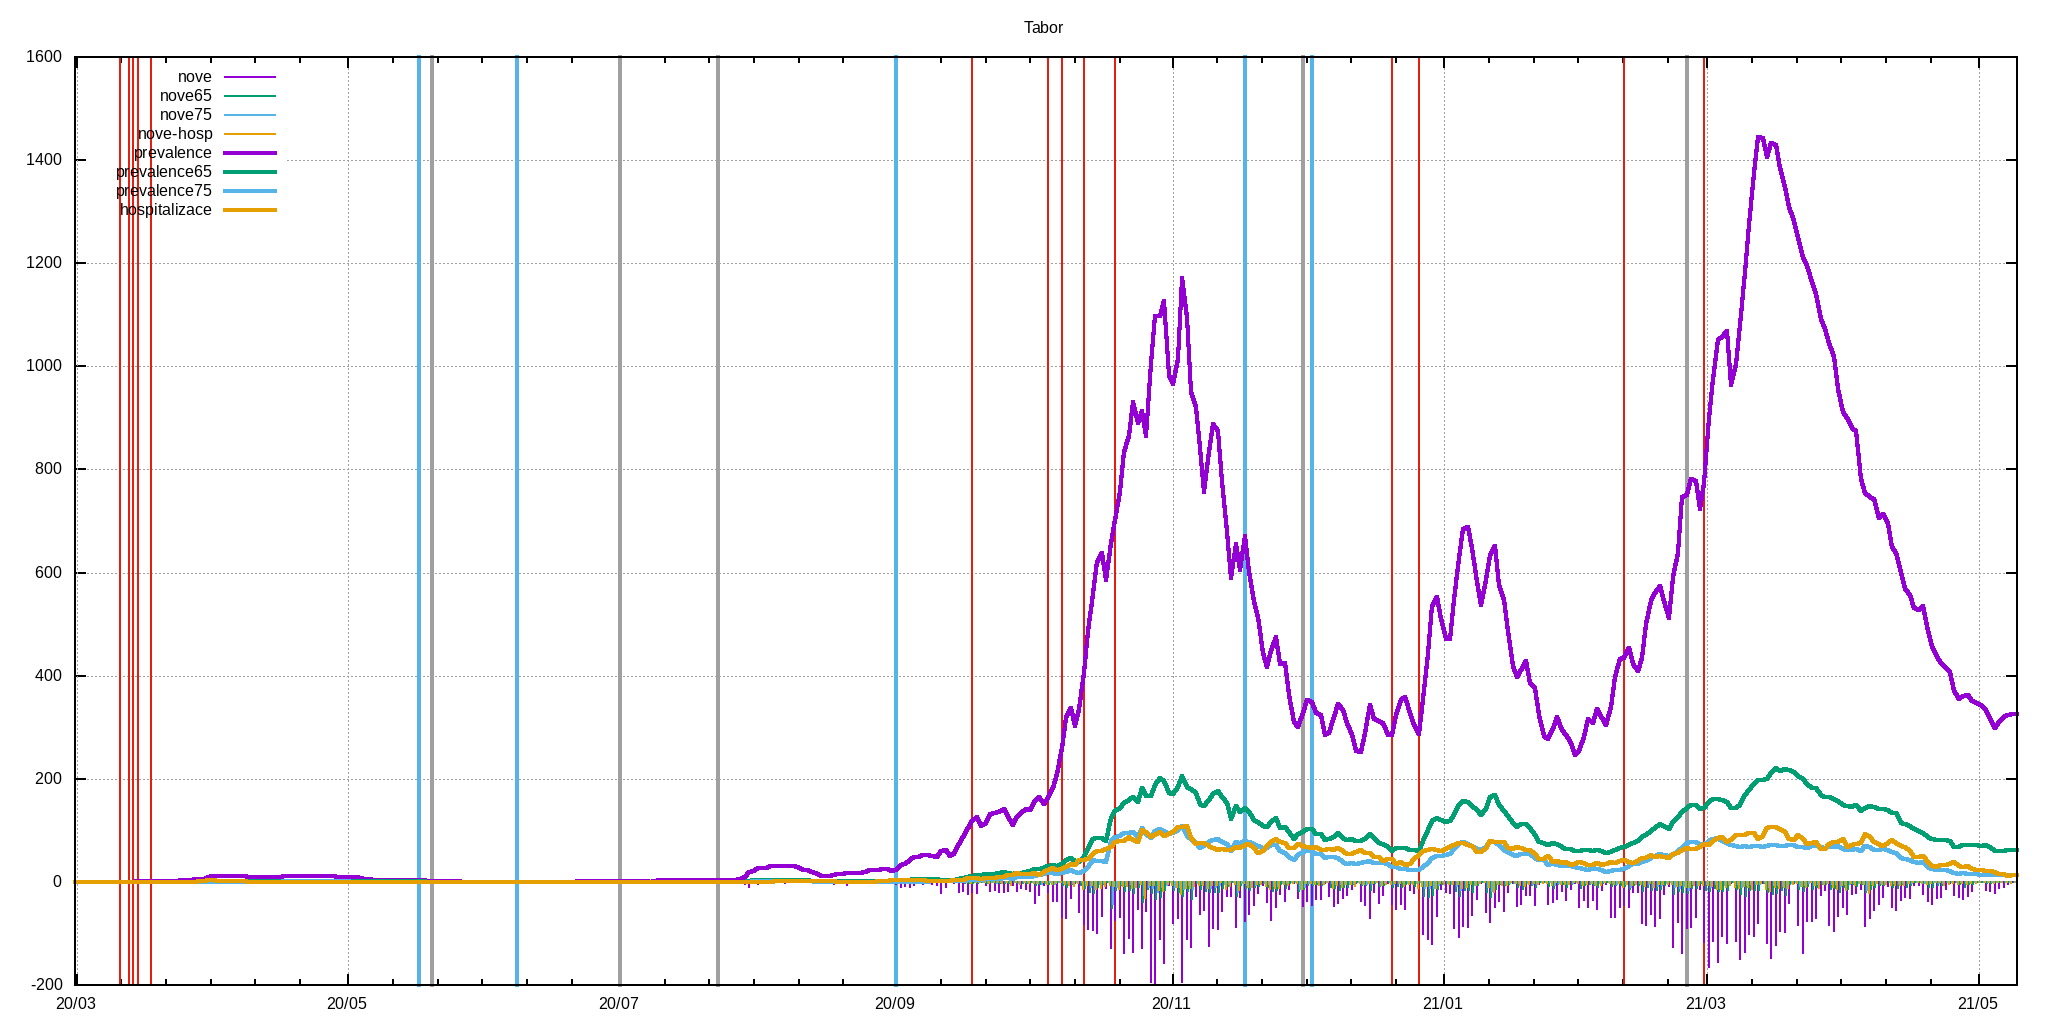 Tabor
1600
1400
1200
1000
800
600
400
200
0
-200
nove
nove65
nove75
nove-hosp
prevalence
prevalence65
prevalence75
hospitalizace
20/03 20/05 20/07 20/09 20/11 21/01 21/03 21/05